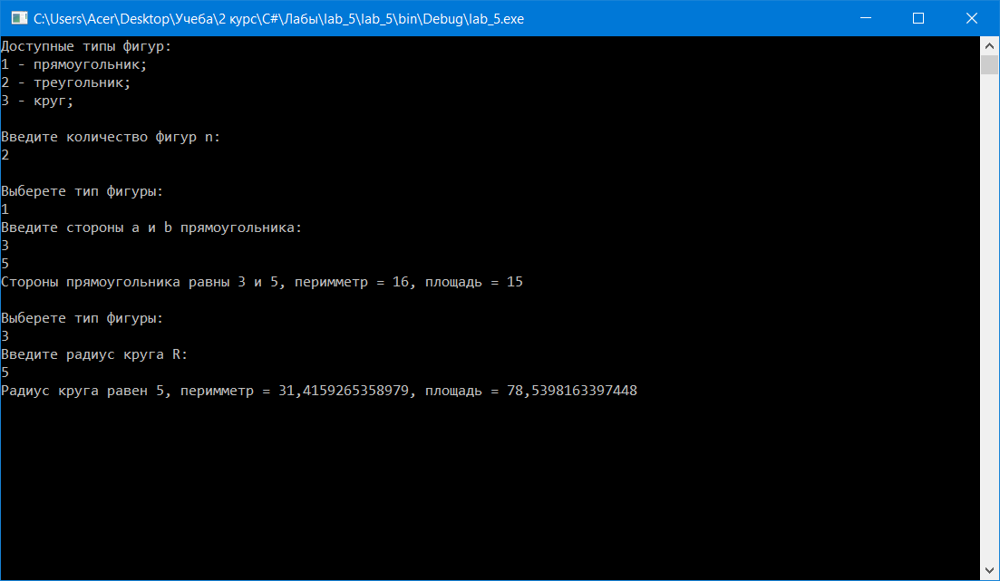 C:\Users\Acer\Desktop\Учеба\2 курс\C#\Лабы\lab_5\lab_5\bin\Debug\lab_5.exe
Доступные типы фигур:
1 - прямоугольник;
2 - треугольник;
3 - круг;
Введите количество фигур n:
2
Выберете тип фигуры:
1
Введите стороны a и b прямоугольника:
3
5
Стороны прямоугольника равны 3 и 5, перимметр = 16, площадь = 15
Выберете тип фигуры:
3
Введите радиус круга R:
5
Радиус круга равен 5, перимметр = 31,4159265358979, площадь = 78,5398163397448